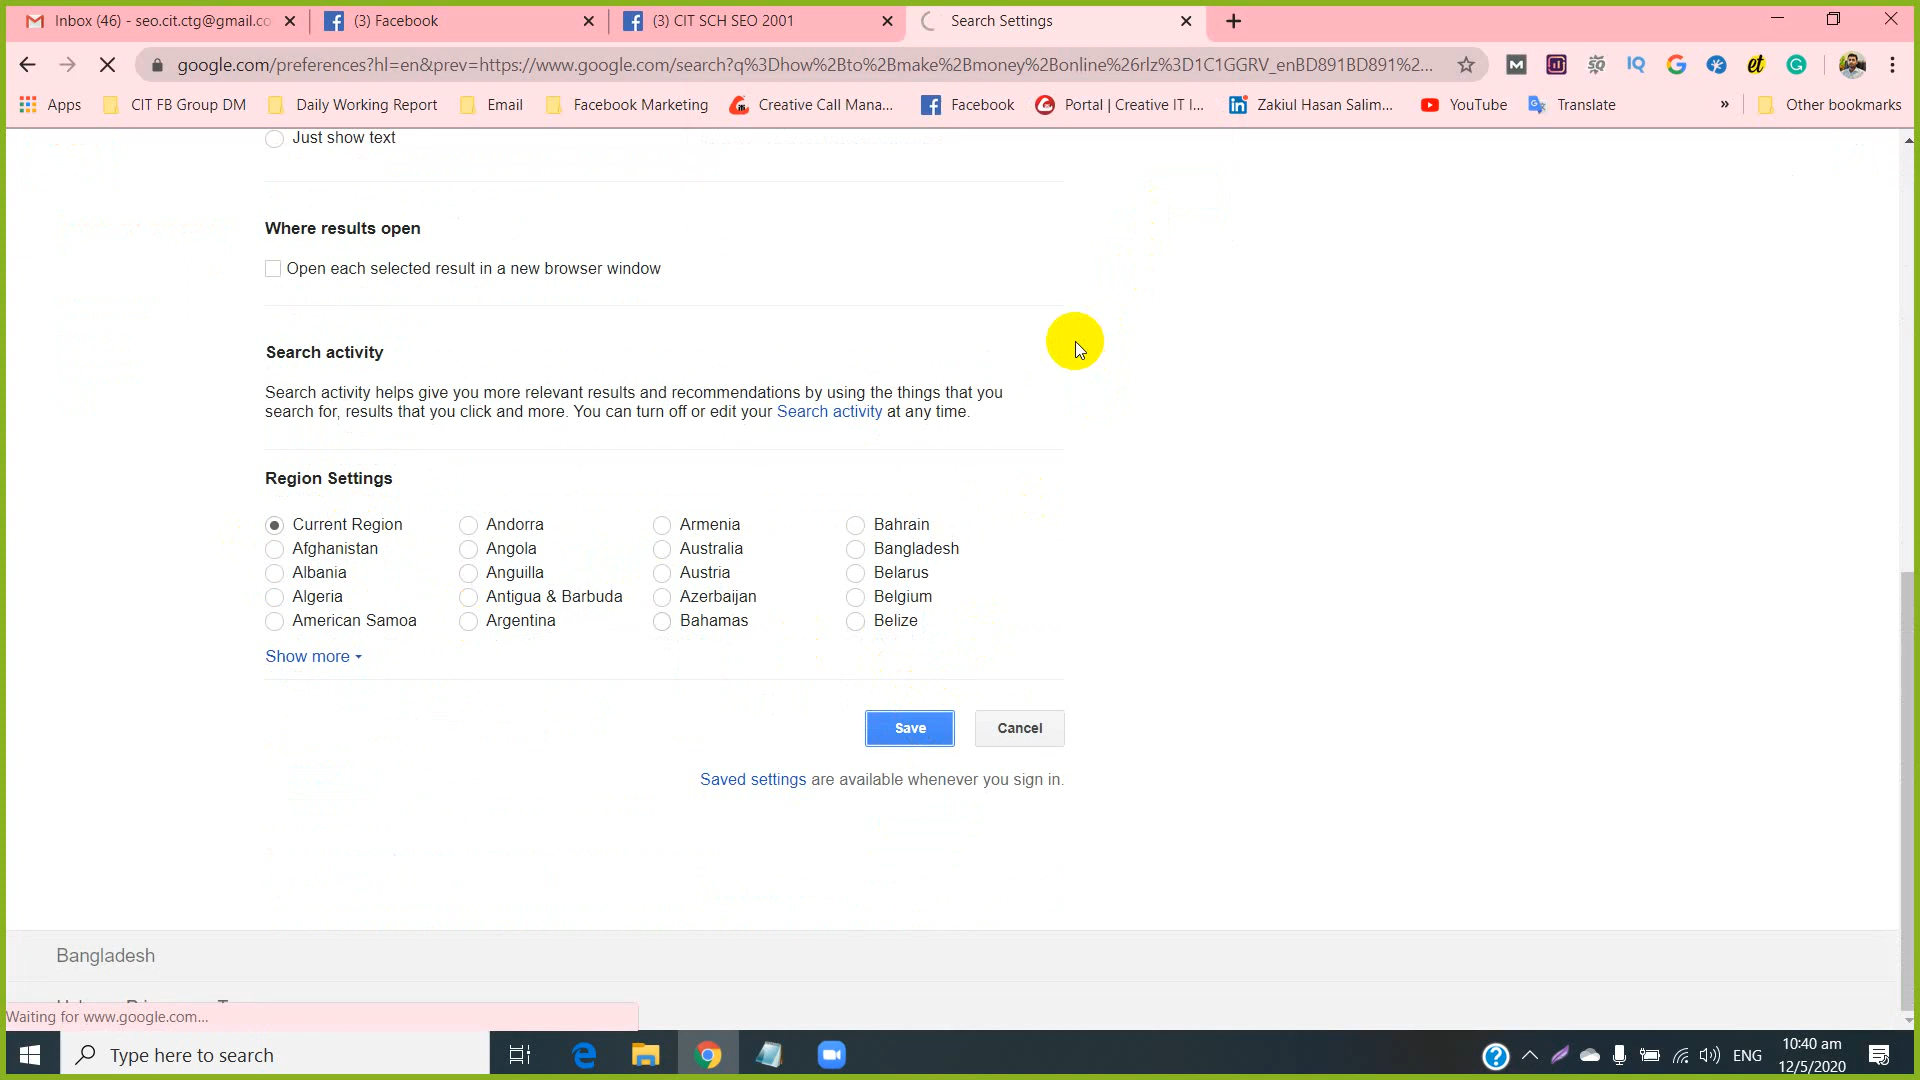 Inbox (46) - seo.cit.ctg@gmail.co
(3) Facebook
(3) CIT SCH SEO 2001
Search Settings
google.com/preferences?hl=en&prev=https://www.google.com/search?q%3Dhow%2Bto%2Bmake%2Bmoney%2Bonline%26rlz%3D1C1GGRV_enBD891BD891%2...
Apps CIT FB Group DM Daily Working Report Email Facebook Marketing Creative Call Mana... Facebook Portal | Creative IT I... Zakiul Hasan Salim... YouTube Translate » Other bookmarks
Just show text
Where results open
Open each selected result in a new browser window
Search activity
Search activity helps give you more relevant results and recommendations by using the things that you
search for, results that you click and more. You can turn off or edit your Search activity at any time.
Region Settings
Current Region Andorra Armenia Bahrain
Afghanistan Angola Australia Bangladesh
Albania Anguilla Austria Belarus
Algeria Antigua & Barbuda Azerbaijan Belgium
American Samoa Argentina Bahamas Belize
Show more
Save Cancel
Saved settings are available whenever you sign in.
Bangladesh
Waiting for www.google.com...
Type here to search
ENG
10:40 am
12/5/2020